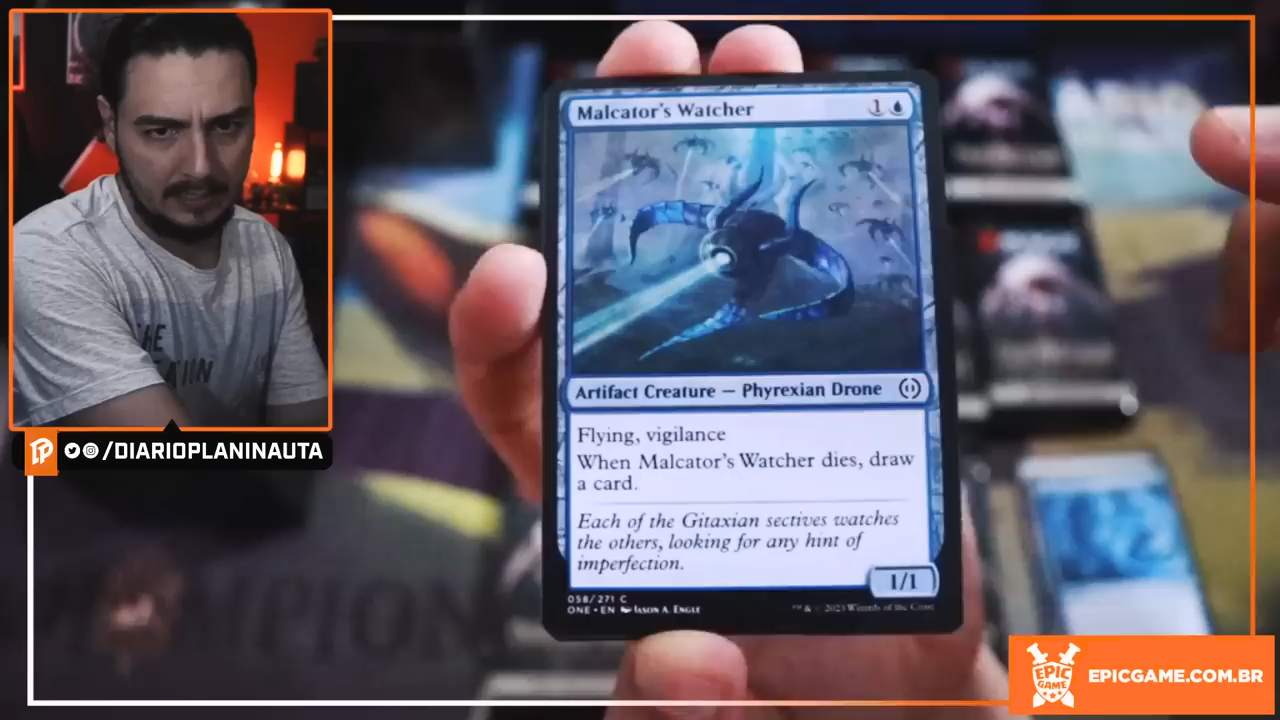 Malcator's Watcher 1
Artifact Creature — Phyrexian Drone
Flying, vigilance
When Malcator's Watcher dies, draw
a card.
Each of the Gitaxian sectives watches
the others, looking for any hint of
imperfection.
1/1
058/271 C
ONE • EN Jason A. Engle
™ & © 2023 Wizards of the Coast
THE
/DIARIOPLANINAUTA
EPIC
GAME
EPICGAME.COM.BR